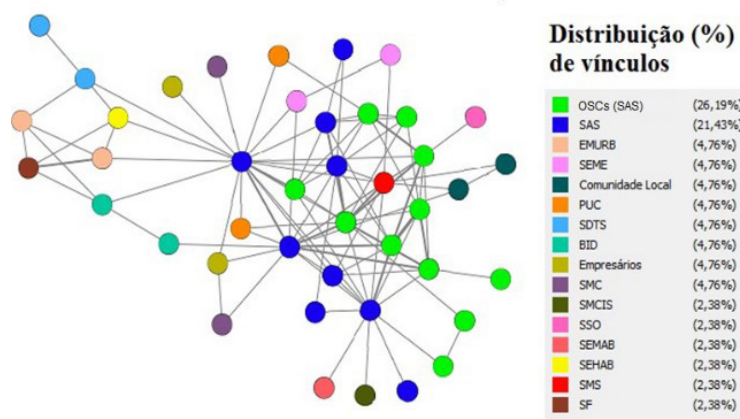 Distribuição (%)
de vínculos
OSCs (SAS) (26,19%)
SAS (21,43%)
EMURB (4,76%)
SEME (4,76%)
Comunidade Local (4,76%)
PUC (4,76%)
SDTS (4,76%)
BID (4,76%)
Empresários (4,76%)
SMC (4,76%)
SMCIS (2,38%)
SSO (2,38%)
SEMAB (2,38%)
SEHAB (2,38%)
SMS (2,38%)
SF (2,38%)